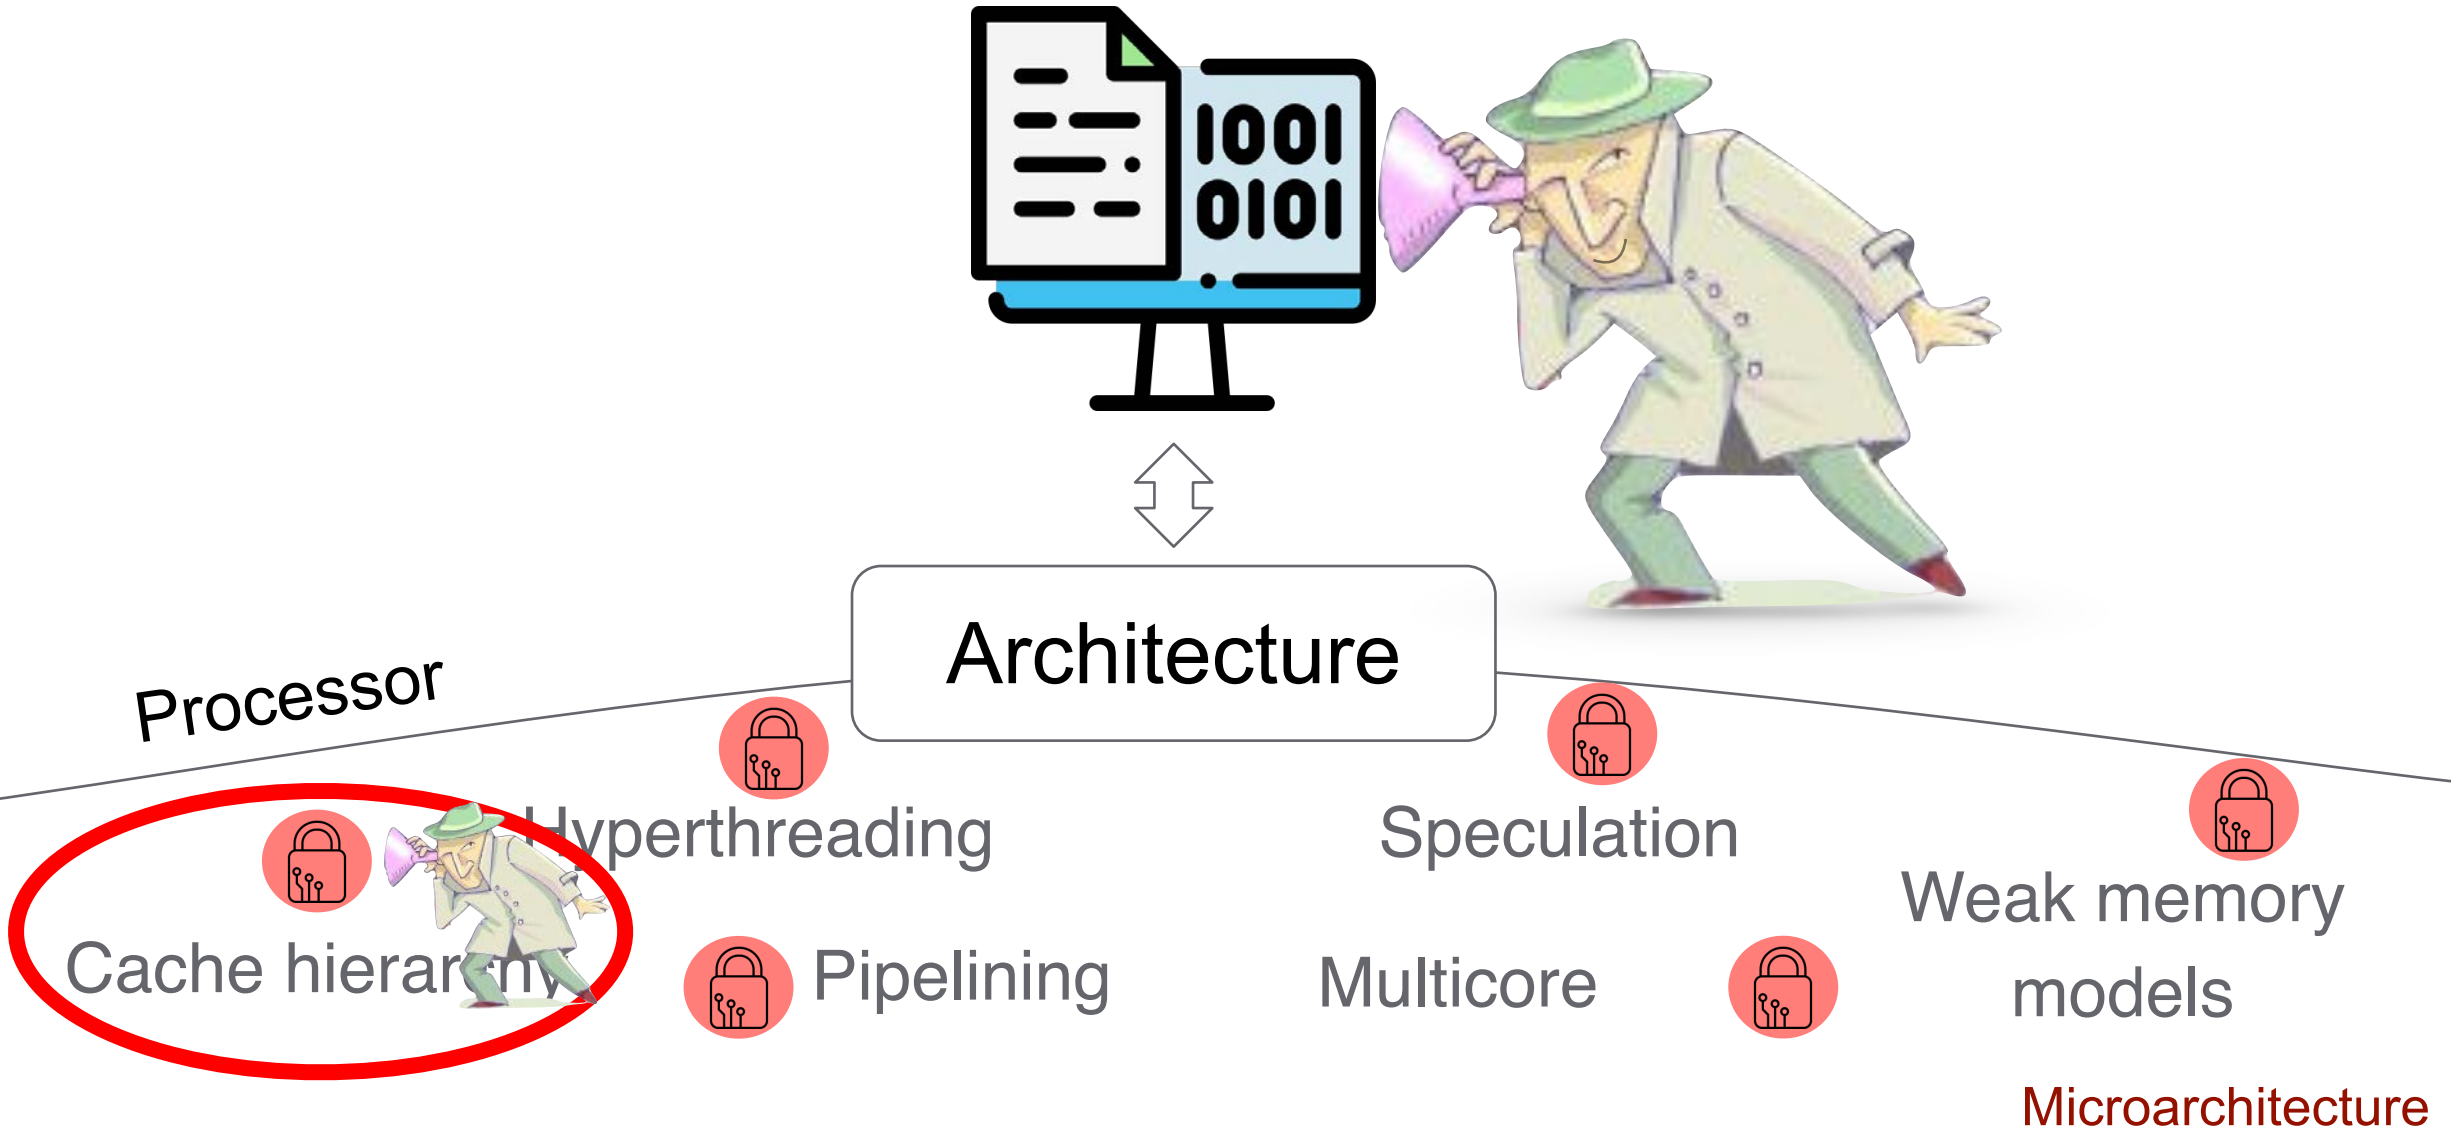 1001
0101
Architecture
Processor
Hyperthreading
Speculation
Cache hierarchy
Pipelining
Multicore
Weak memory
models
Microarchitecture